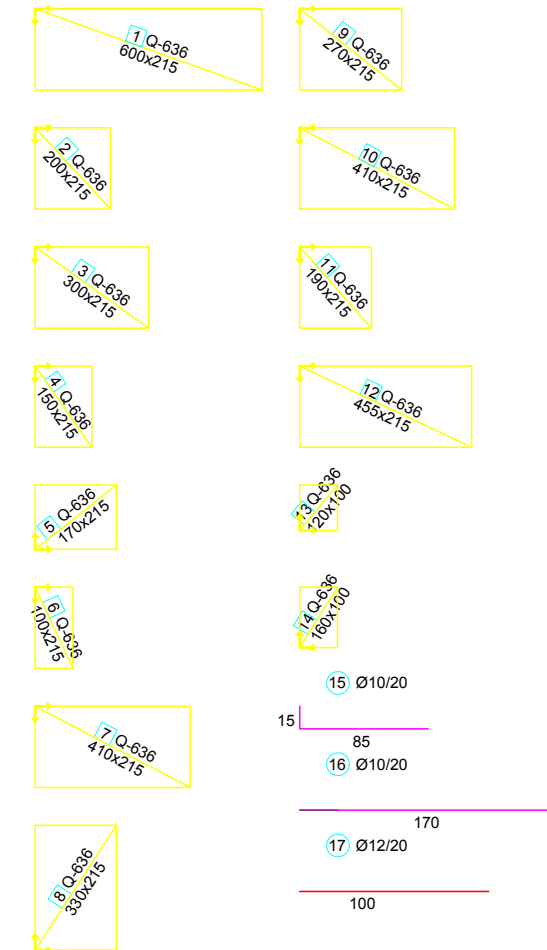 1 Q-636
600x215
2 Q-636
200x215
3 Q-636
300x215
4 Q-636
150x215
5 Q-636
170x215
6 Q-636
100x215
7 Q-636
410x215
8 Q-636
330x215
9 Q-636
270x215
10 Q-636
410x215
11 Q-636
190x215
12 Q-636
455x215
13 Q-636
120x100
14 Q-636
160x100
15 Ø10/20
15
85
16 Ø10/20
170
17 Ø12/20
100